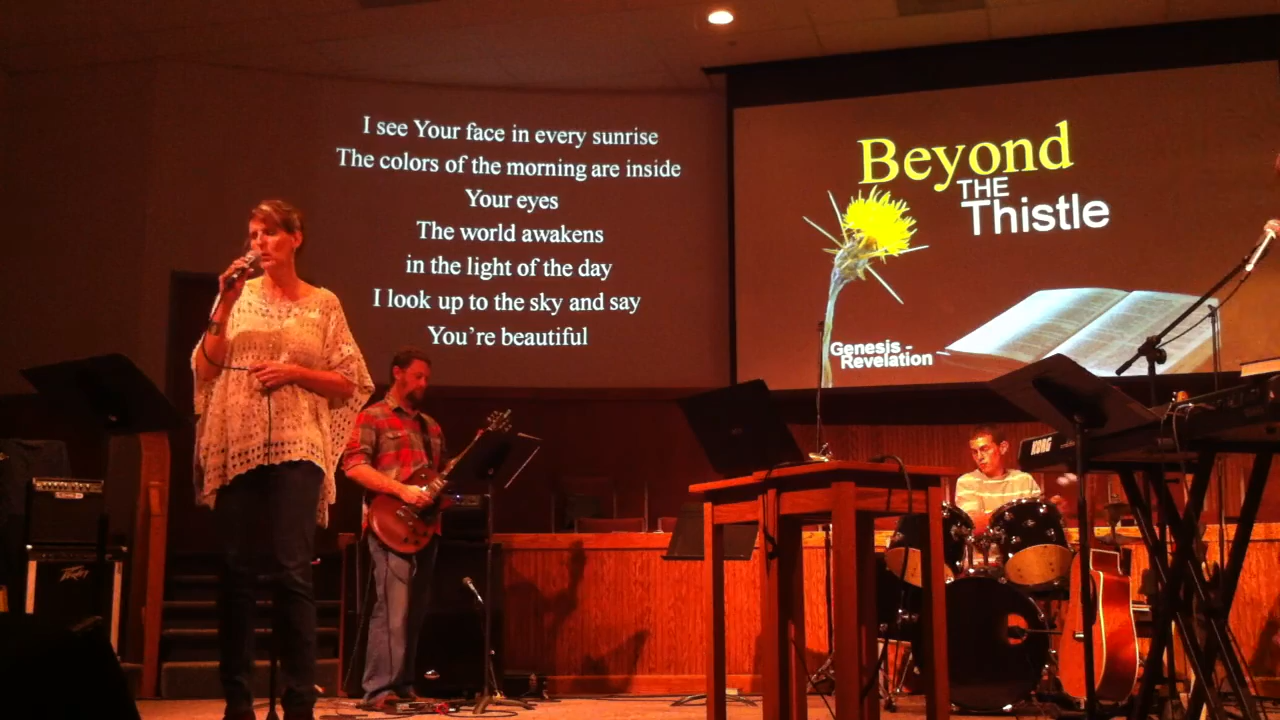 I see Your face in every sunrise
The colors of the morning are inside
Your eyes
The world awakens
in the light of the day
I look up to the sky and say
You're beautiful
Beyond
THE
Thistle
Genesis -
Revelation
KORG
PEAVEY